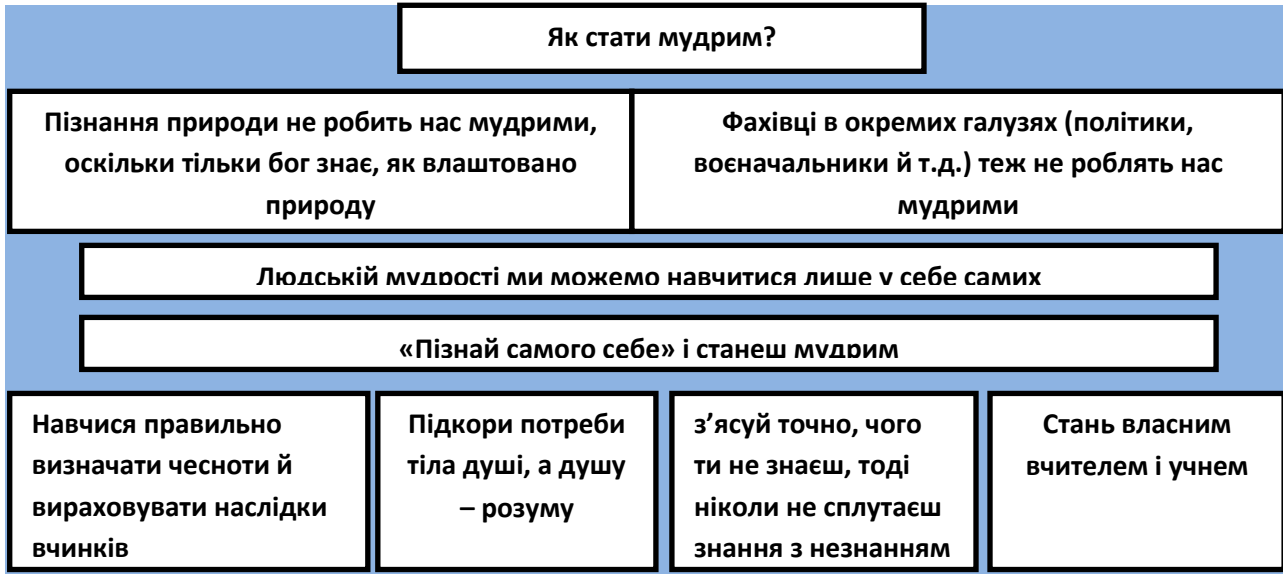 Як стати мудрим?
Пізнання природи не робить нас мудрими,
оскільки тільки бог знає, як влаштовано
природу
Фахівці в окремих галузях (політики,
воєначальники й т.д.) теж не роблять нас
мудрими
Людській мудрості ми можемо навчитися лише у себе самих
«Пізнай самого себе» і станеш мудрим
Навчися правильно
визначати чесноти й
вираховувати наслідки
вчинків
Підкори потреби
тіла душі, а душу
– розуму
з’ясуй точно, чого
ти не знаєш, тоді
ніколи не сплутаєш
знання з незнанням
Стань власним
вчителем і учнем